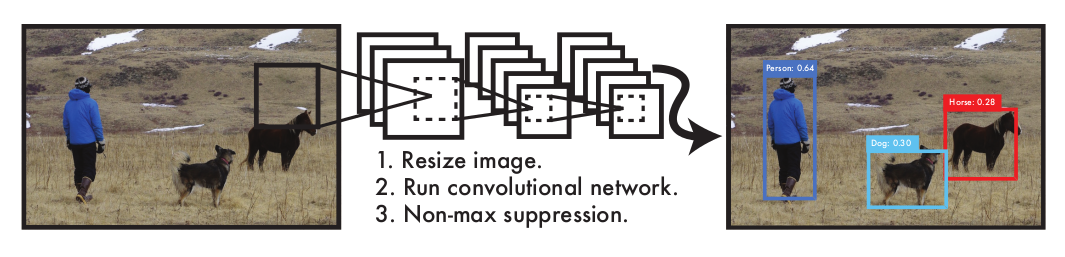 1. Resize image.
2. Run convolutional network.
3. Non-max suppression.
Person: 0.64
Horse: 0.28
Dog: 0.30